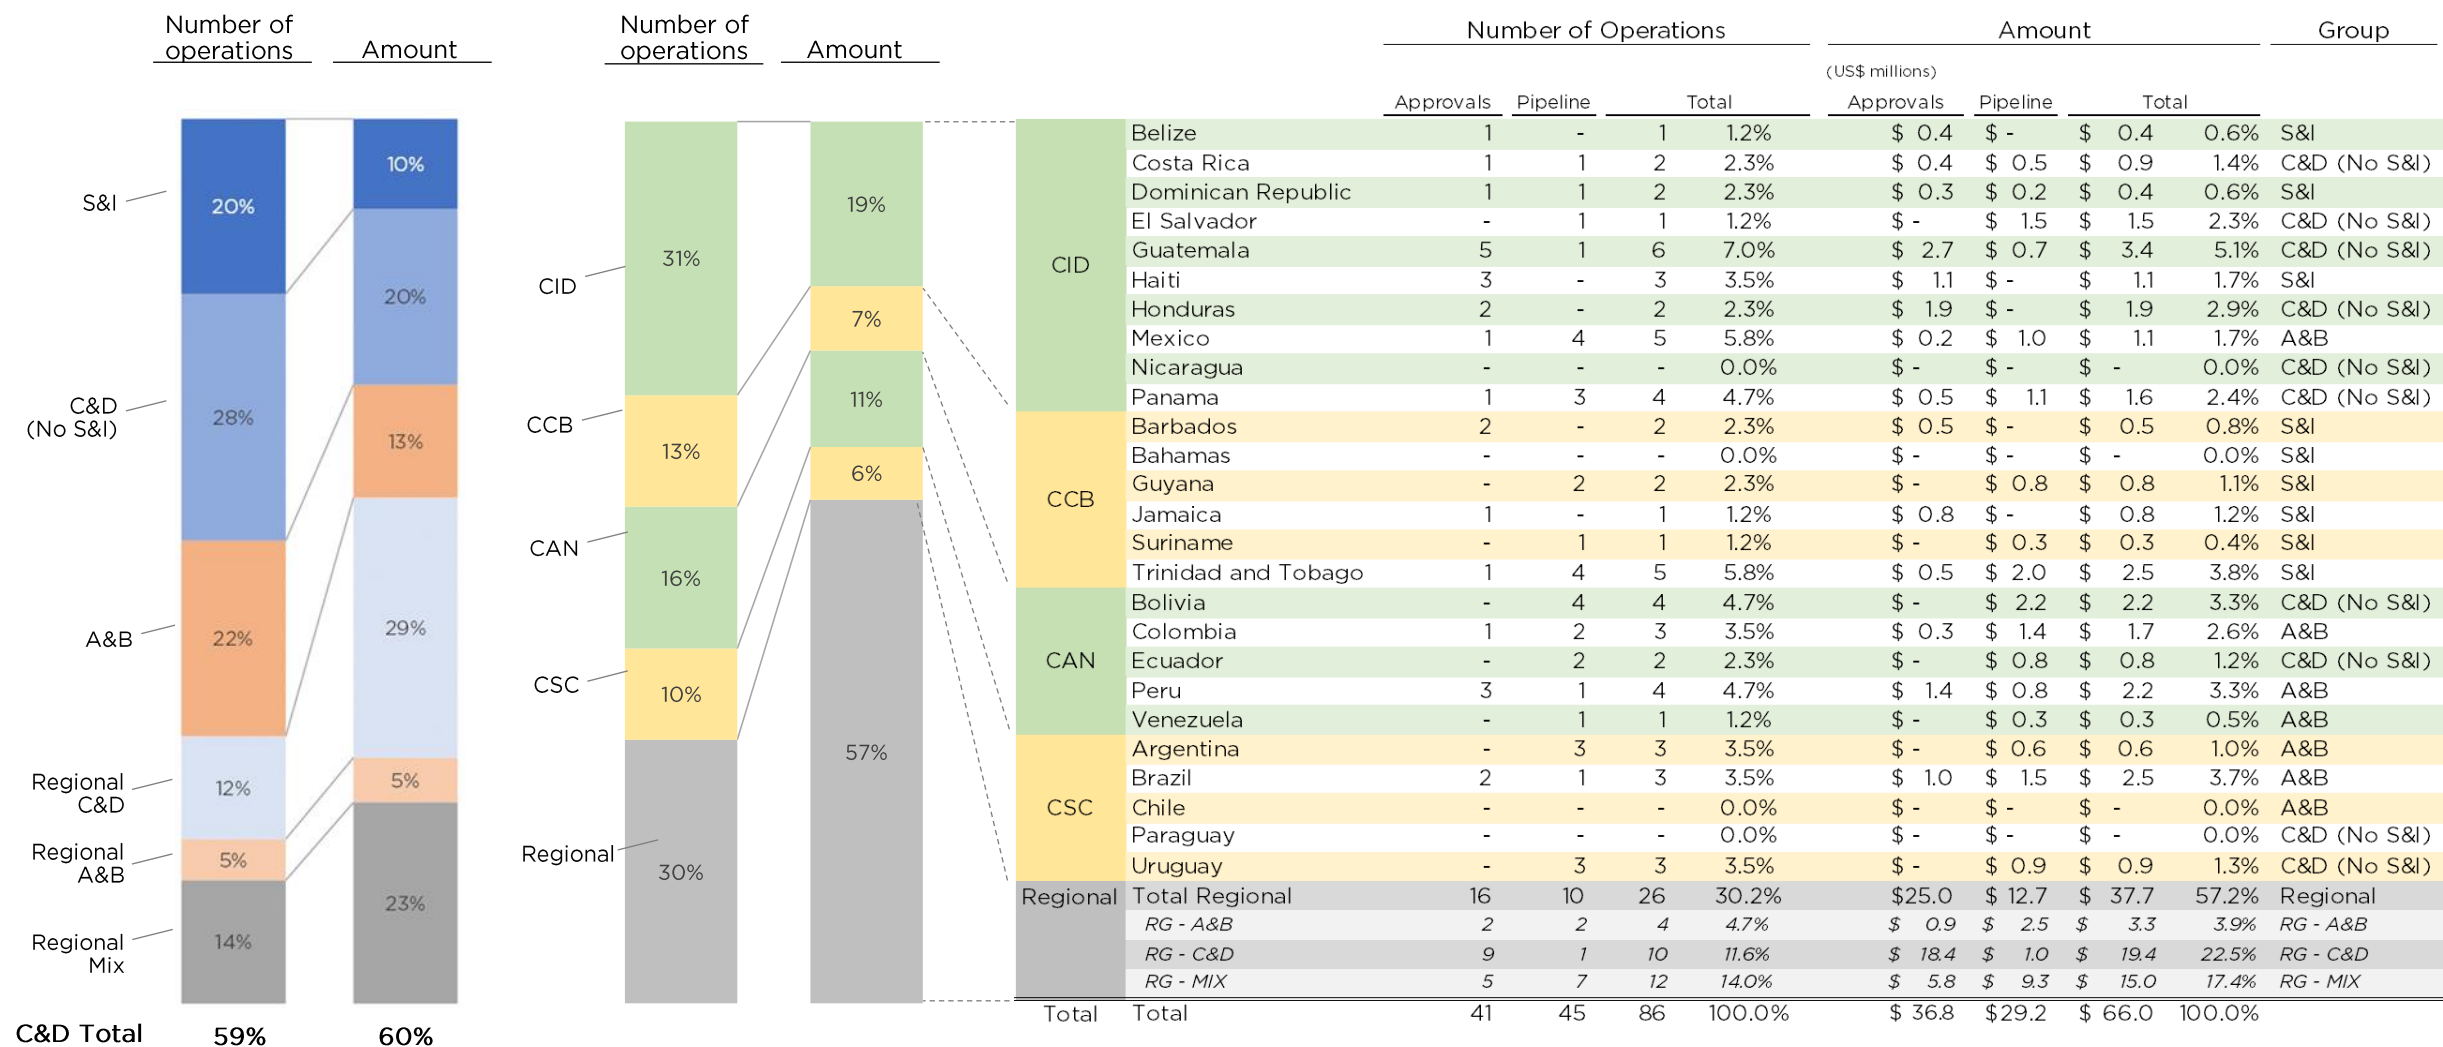 Number of operations
Amount
S&I
C&D (No S&I)
A&B
Regional C&D
Regional A&B
Regional Mix
20%
28%
22%
12%
5%
14%
10%
20%
13%
29%
5%
23%
C&D Total 59% 60%
Number of operations
Amount
CID
CCB
CAN
CSC
Regional
31%
13%
16%
10%
30%
19%
7%
11%
6%
57%
Number of Operations Amount Group
(US$ millions)
Approvals Pipeline Total Approvals Pipeline Total
CID
Belize 1 - 1 1.2% $ 0.4 $ - $ 0.4 0.6% S&I
Costa Rica 1 1 2 2.3% $ 0.4 $ 0.5 $ 0.9 1.4% C&D (No S&I)
Dominican Republic 1 1 2 2.3% $ 0.3 $ 0.2 $ 0.4 0.6% S&I
El Salvador - 1 1 1.2% $ - $ 1.5 $ 1.5 2.3% C&D (No S&I)
Guatemala 5 1 6 7.0% $ 2.7 $ 0.7 $ 3.4 5.1% C&D (No S&I)
Haiti 3 - 3 3.5% $ 1.1 $ - $ 1.1 1.7% S&I
Honduras 2 - 2 2.3% $ 1.9 $ - $ 1.9 2.9% C&D (No S&I)
Mexico 1 4 5 5.8% $ 0.2 $ 1.0 $ 1.1 1.7% A&B
Nicaragua - - - 0.0% $ - $ - $ - 0.0% C&D (No S&I)
Panama 1 3 4 4.7% $ 0.5 $ 1.1 $ 1.6 2.4% C&D (No S&I)
CCB
Barbados 2 - 2 2.3% $ 0.5 $ - $ 0.5 0.8% S&I
Bahamas - - - 0.0% $ - $ - $ - 0.0% S&I
Guyana - 2 2 2.3% $ - $ 0.8 $ 0.8 1.1% S&I
Jamaica 1 - 1 1.2% $ 0.8 $ - $ 0.8 1.2% S&I
Suriname - 1 1 1.2% $ - $ 0.3 $ 0.3 0.4% S&I
Trinidad and Tobago 1 4 5 5.8% $ 0.5 $ 2.0 $ 2.5 3.8% S&I
CAN
Bolivia - 4 4 4.7% $ - $ 2.2 $ 2.2 3.3% C&D (No S&I)
Colombia 1 2 3 3.5% $ 0.3 $ 1.4 $ 1.7 2.6% A&B
Ecuador - 2 2 2.3% $ - $ 0.8 $ 0.8 1.2% C&D (No S&I)
Peru 3 1 4 4.7% $ 1.4 $ 0.8 $ 2.2 3.3% A&B
Venezuela - 1 1 1.2% $ - $ 0.3 $ 0.3 0.5% A&B
CSC
Argentina - 3 3 3.5% $ - $ 0.6 $ 0.6 1.0% A&B
Brazil 2 1 3 3.5% $ 1.0 $ 1.5 $ 2.5 3.7% A&B
Chile - - - 0.0% $ - $ - $ - 0.0% A&B
Paraguay - - - 0.0% $ - $ - $ - 0.0% C&D (No S&I)
Uruguay - 3 3 3.5% $ - $ 0.9 $ 0.9 1.3% C&D (No S&I)
Regional Total Regional 16 10 26 30.2% $25.0 $ 12.7 $ 37.7 57.2% Regional
RG - A&B 2 2 4 4.7% $ 0.9 $ 2.5 $ 3.3 3.9% RG - A&B
RG - C&D 9 1 10 11.6% $ 18.4 $ 1.0 $ 19.4 22.5% RG - C&D
RG - MIX 5 7 12 14.0% $ 5.8 $ 9.3 $ 15.0 17.4% RG - MIX
Total Total 41 45 86 100.0% $ 36.8 $29.2 $ 66.0 100.0%